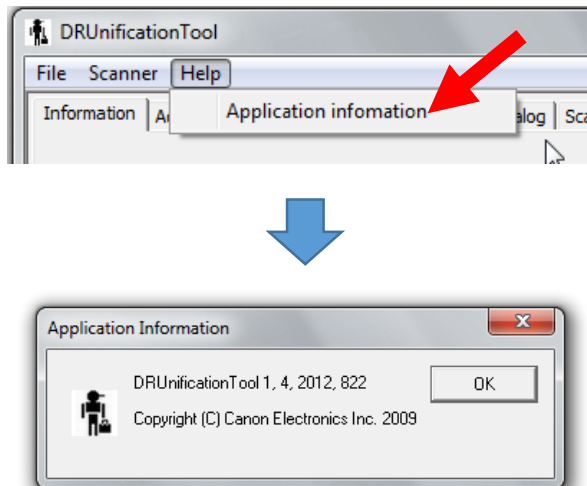 DRUnificationTool
File Scanner Help
Information
Application infomation
Application Information
DRUnificationTool 1, 4, 2012, 822
OK
Copyright (C) Canon Electronics Inc. 2009